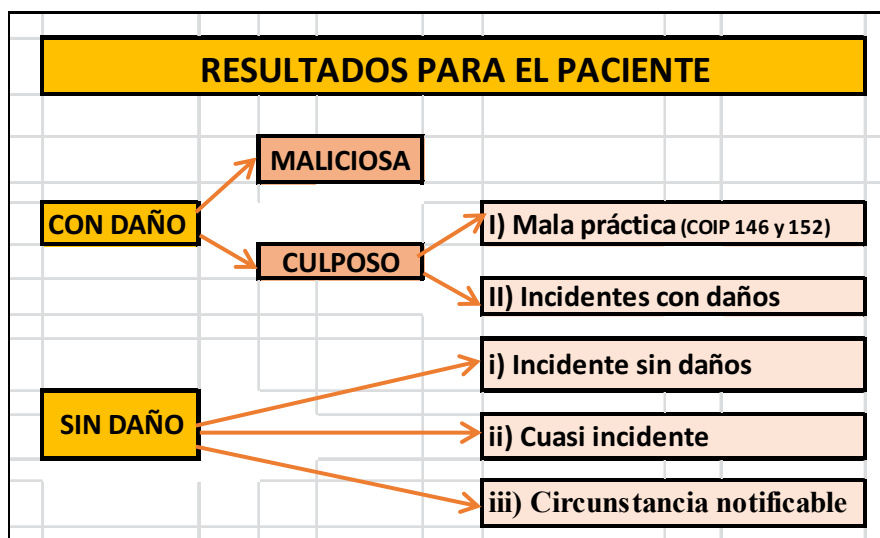 RESULTADOS PARA EL PACIENTE
MALICIOSA
CON DAÑO
I) Mala práctica (COIP 146 y 152)
CULPOSO
II) Incidentes con daños
i) Incidente sin daños
SIN DAÑO
ii) Cuasi incidente
iii) Circunstancia notificable